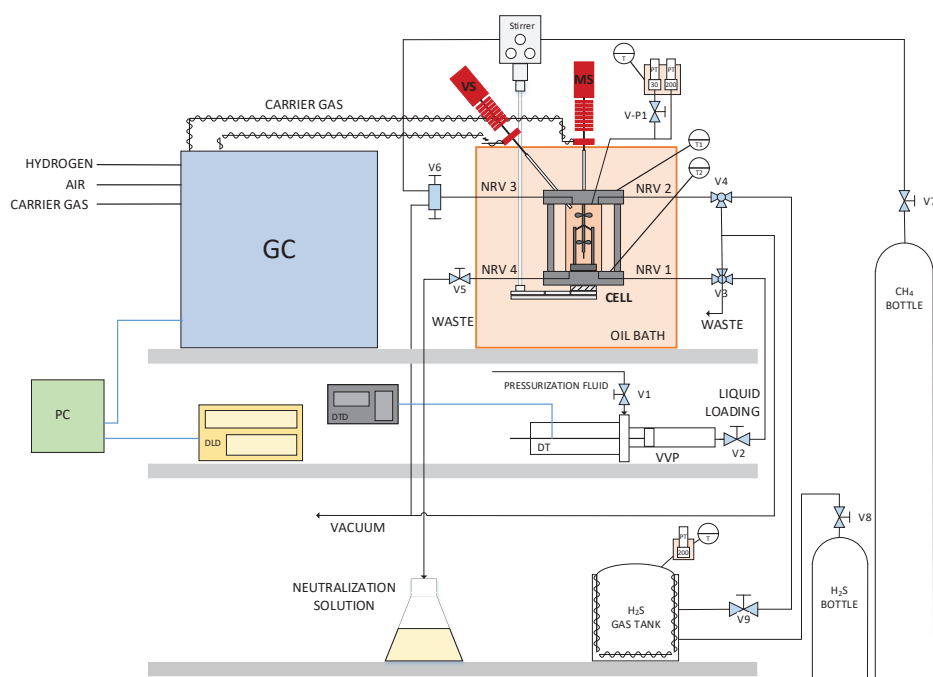 Stirrer
VS
MS
T
PT
30
PT
200
V-P1
CARRIER GAS
T1
T2
HYDROGEN
AIR
CARRIER GAS
GC
V6
NRV 3
NRV 2
V4
V7
NRV 4
NRV 1
V5
V3
CELL
WASTE
WASTE
OIL BATH
CH4
BOTTLE
PRESSURIZATION FLUID
V1
LIQUID
LOADING
PC
DLD
DTD
DT
VVP
V2
VACUUM
V8
PT
200
T
NEUTRALIZATION
SOLUTION
H2S
GAS TANK
V9
H2S
BOTTLE